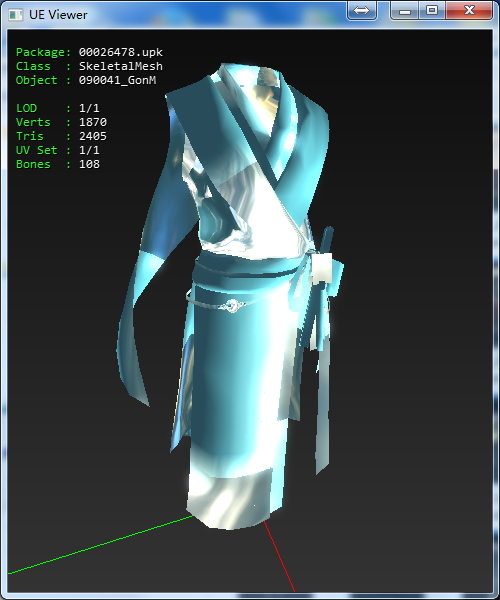 UE Viewer
Package: 00026478.upk
Class : SkeletalMesh
Object : 090041_GonM
LOD : 1/1
Verts : 1870
Tris : 2405
UV Set : 1/1
Bones : 108